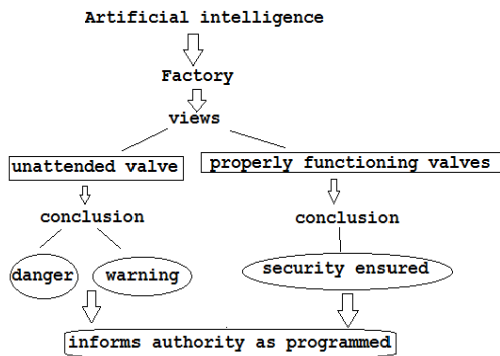 Artificial intelligence
Factory
views
unattended valve
properly functioning valves
conclusion
conclusion
danger
warning
security ensured
informs authority as programmed